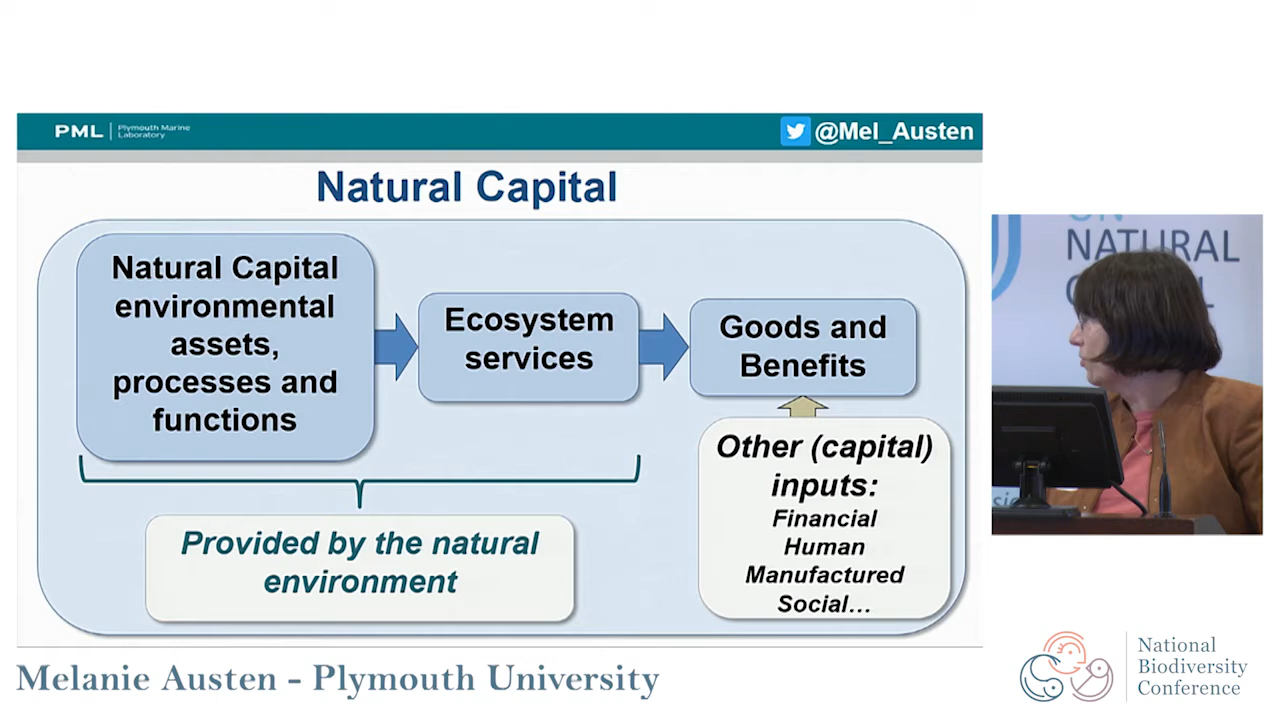 PML | Plymouth Marine
Laboratory
@Mel_Austen
Natural Capital
Natural Capital
environmental
assets,
processes and
functions
Ecosystem
services
Goods and
Benefits
Other (capital)
inputs:
Financial
Human
Manufactured
Social...
Provided by the natural
environment
ON
NATURAL
Melanie Austen - Plymouth University
National
Biodiversity
Conference